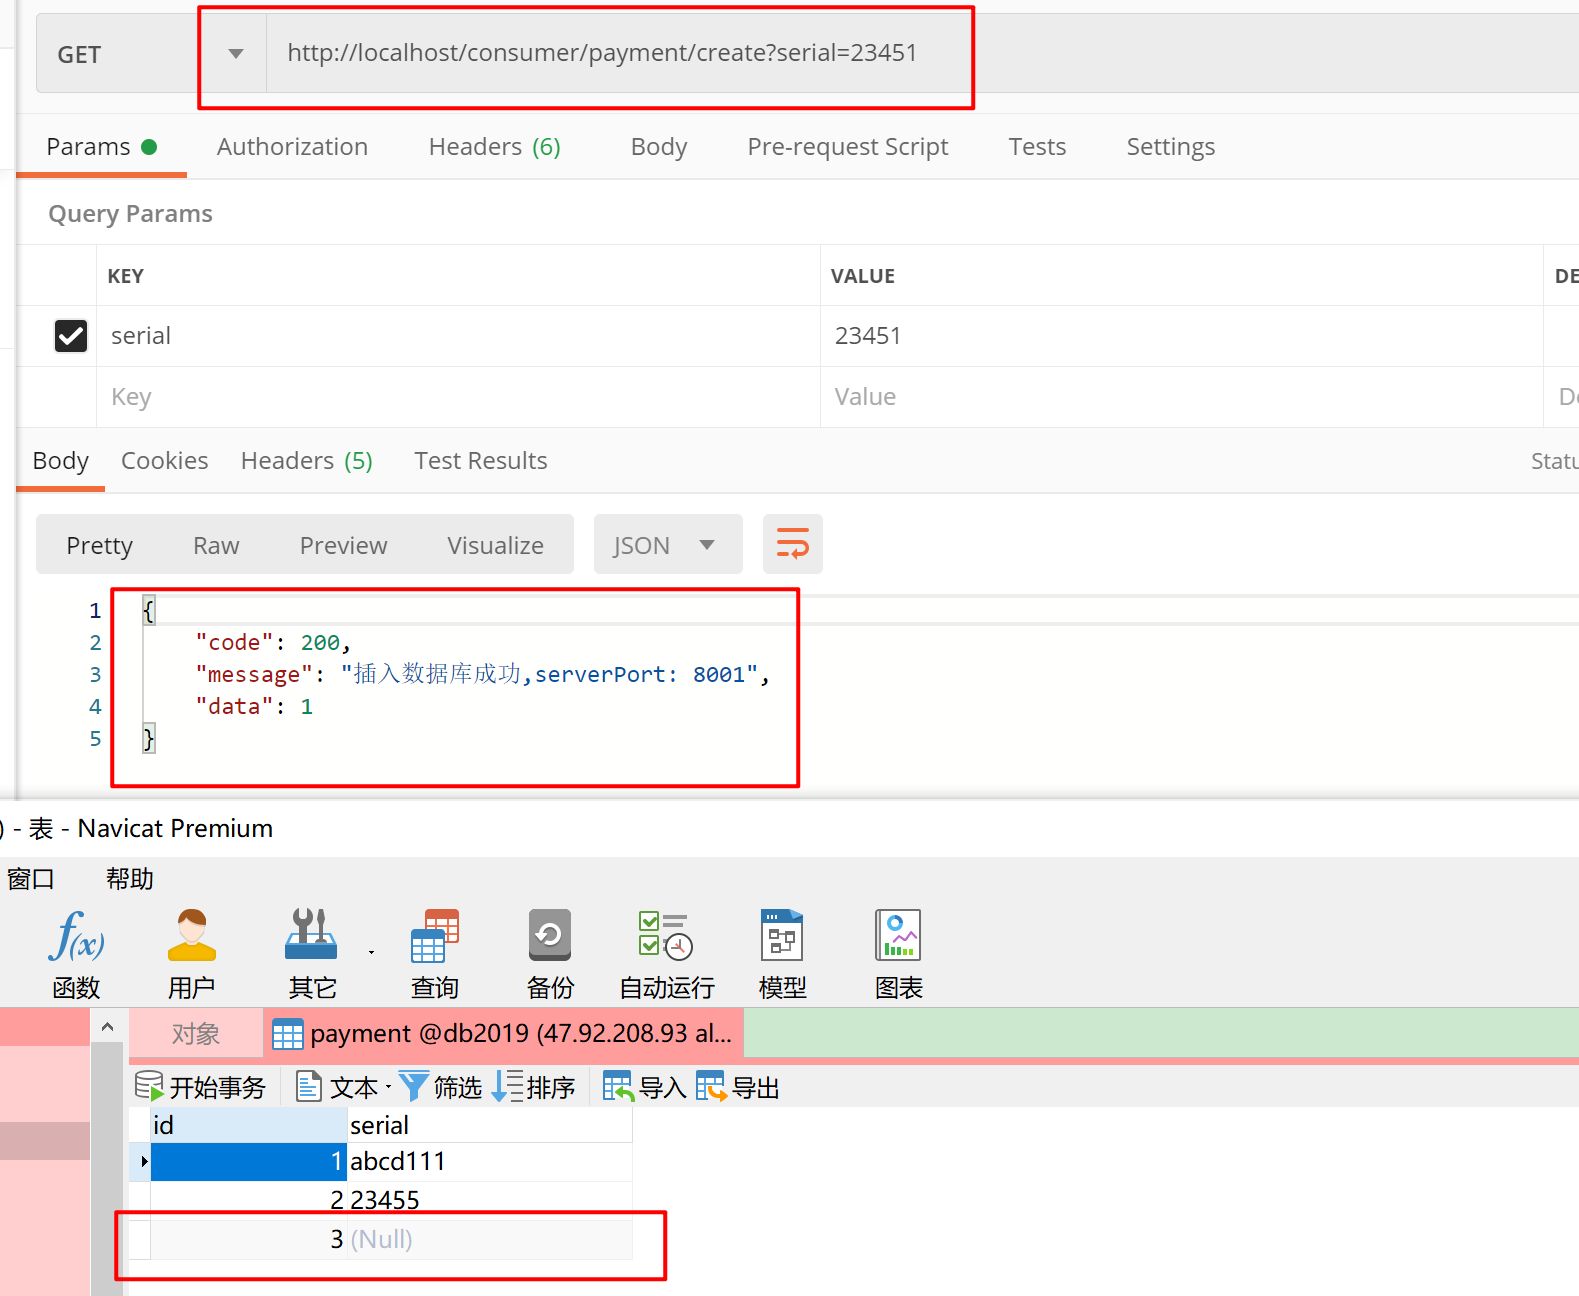 GET http://localhost/consumer/payment/create?serial=23451
Params Authorization Headers (6) Body Pre-request Script Tests Settings
Query Params
KEY VALUE DE
serial 23451
Key Value De
Body Cookies Headers (5) Test Results Statu
Pretty Raw Preview Visualize JSON
1 {
2 "code": 200,
3 "message": "插入数据库成功,serverPort: 8001",
4 "data": 1
5 }
) - 表 - Navicat Premium
窗口 帮助
f(x)
函数 用户 其它 查询 备份 自动运行 模型 图表
对象 payment @db2019 (47.92.208.93 al...
开始事务 文本 筛选 排序 导入 导出
id serial
1 abcd111
2 23455
3 (Null)